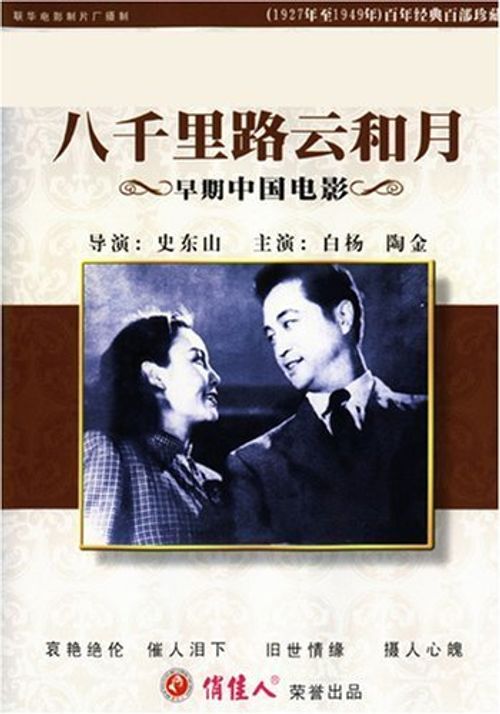 联华电影制片厂摄制
(1927年至1949年)百年经典百部珍藏
八千里路云和月
早期中国电影
导演：史东山 主演：白杨 陶金
哀艳绝伦 催人泪下 旧世情缘 摄人心魄
俏佳人 荣誉出品